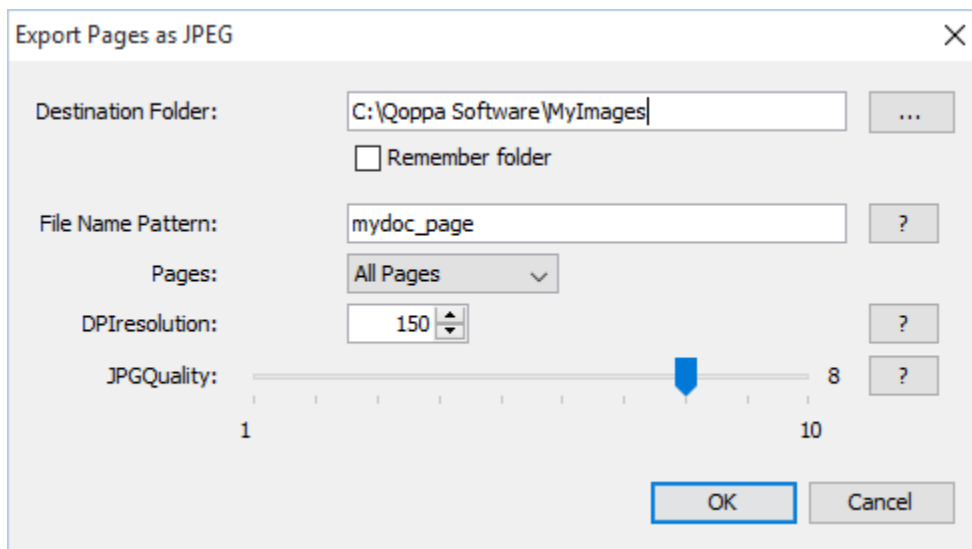 Export Pages as JPEG
Destination Folder: C:\Qoppa Software\MyImages ...
Remember folder
File Name Pattern: mydoc_page ?
Pages: All Pages
DPIresolution: 150 ?
JPGQuality: 8 ?
1 10
OK Cancel